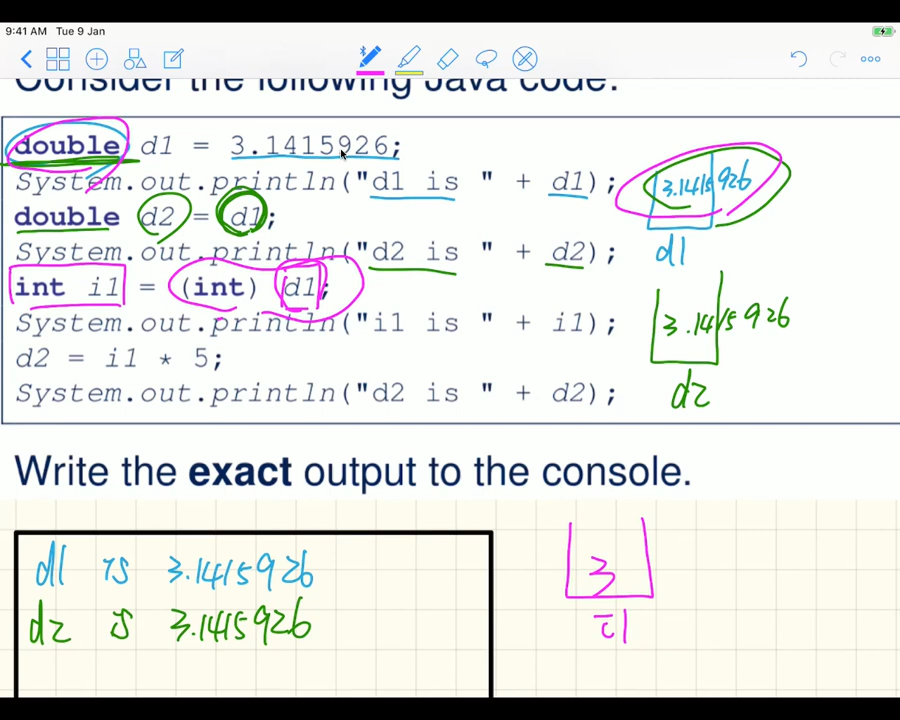 9:41 AM Tue 9 Jan
Consider the following Java code:
double d1 = 3.1415926;
System.out.println("d1 is " + d1);
double d2 = d1;
System.out.println("d2 is " + d2);
int i1 = (int) d1;
System.out.println("i1 is " + i1);
d2 = i1 * 5;
System.out.println("d2 is " + d2);
3.1415926
d1
3.1415926
d2
Write the exact output to the console.
d1 is 3.1415926
d2 is 3.1415926
3
i1